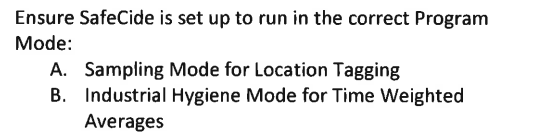 Ensure SafeCide is set up to run in the correct Program
Mode:
A. Sampling Mode for Location Tagging
B. Industrial Hygiene Mode for Time Weighted
Averages